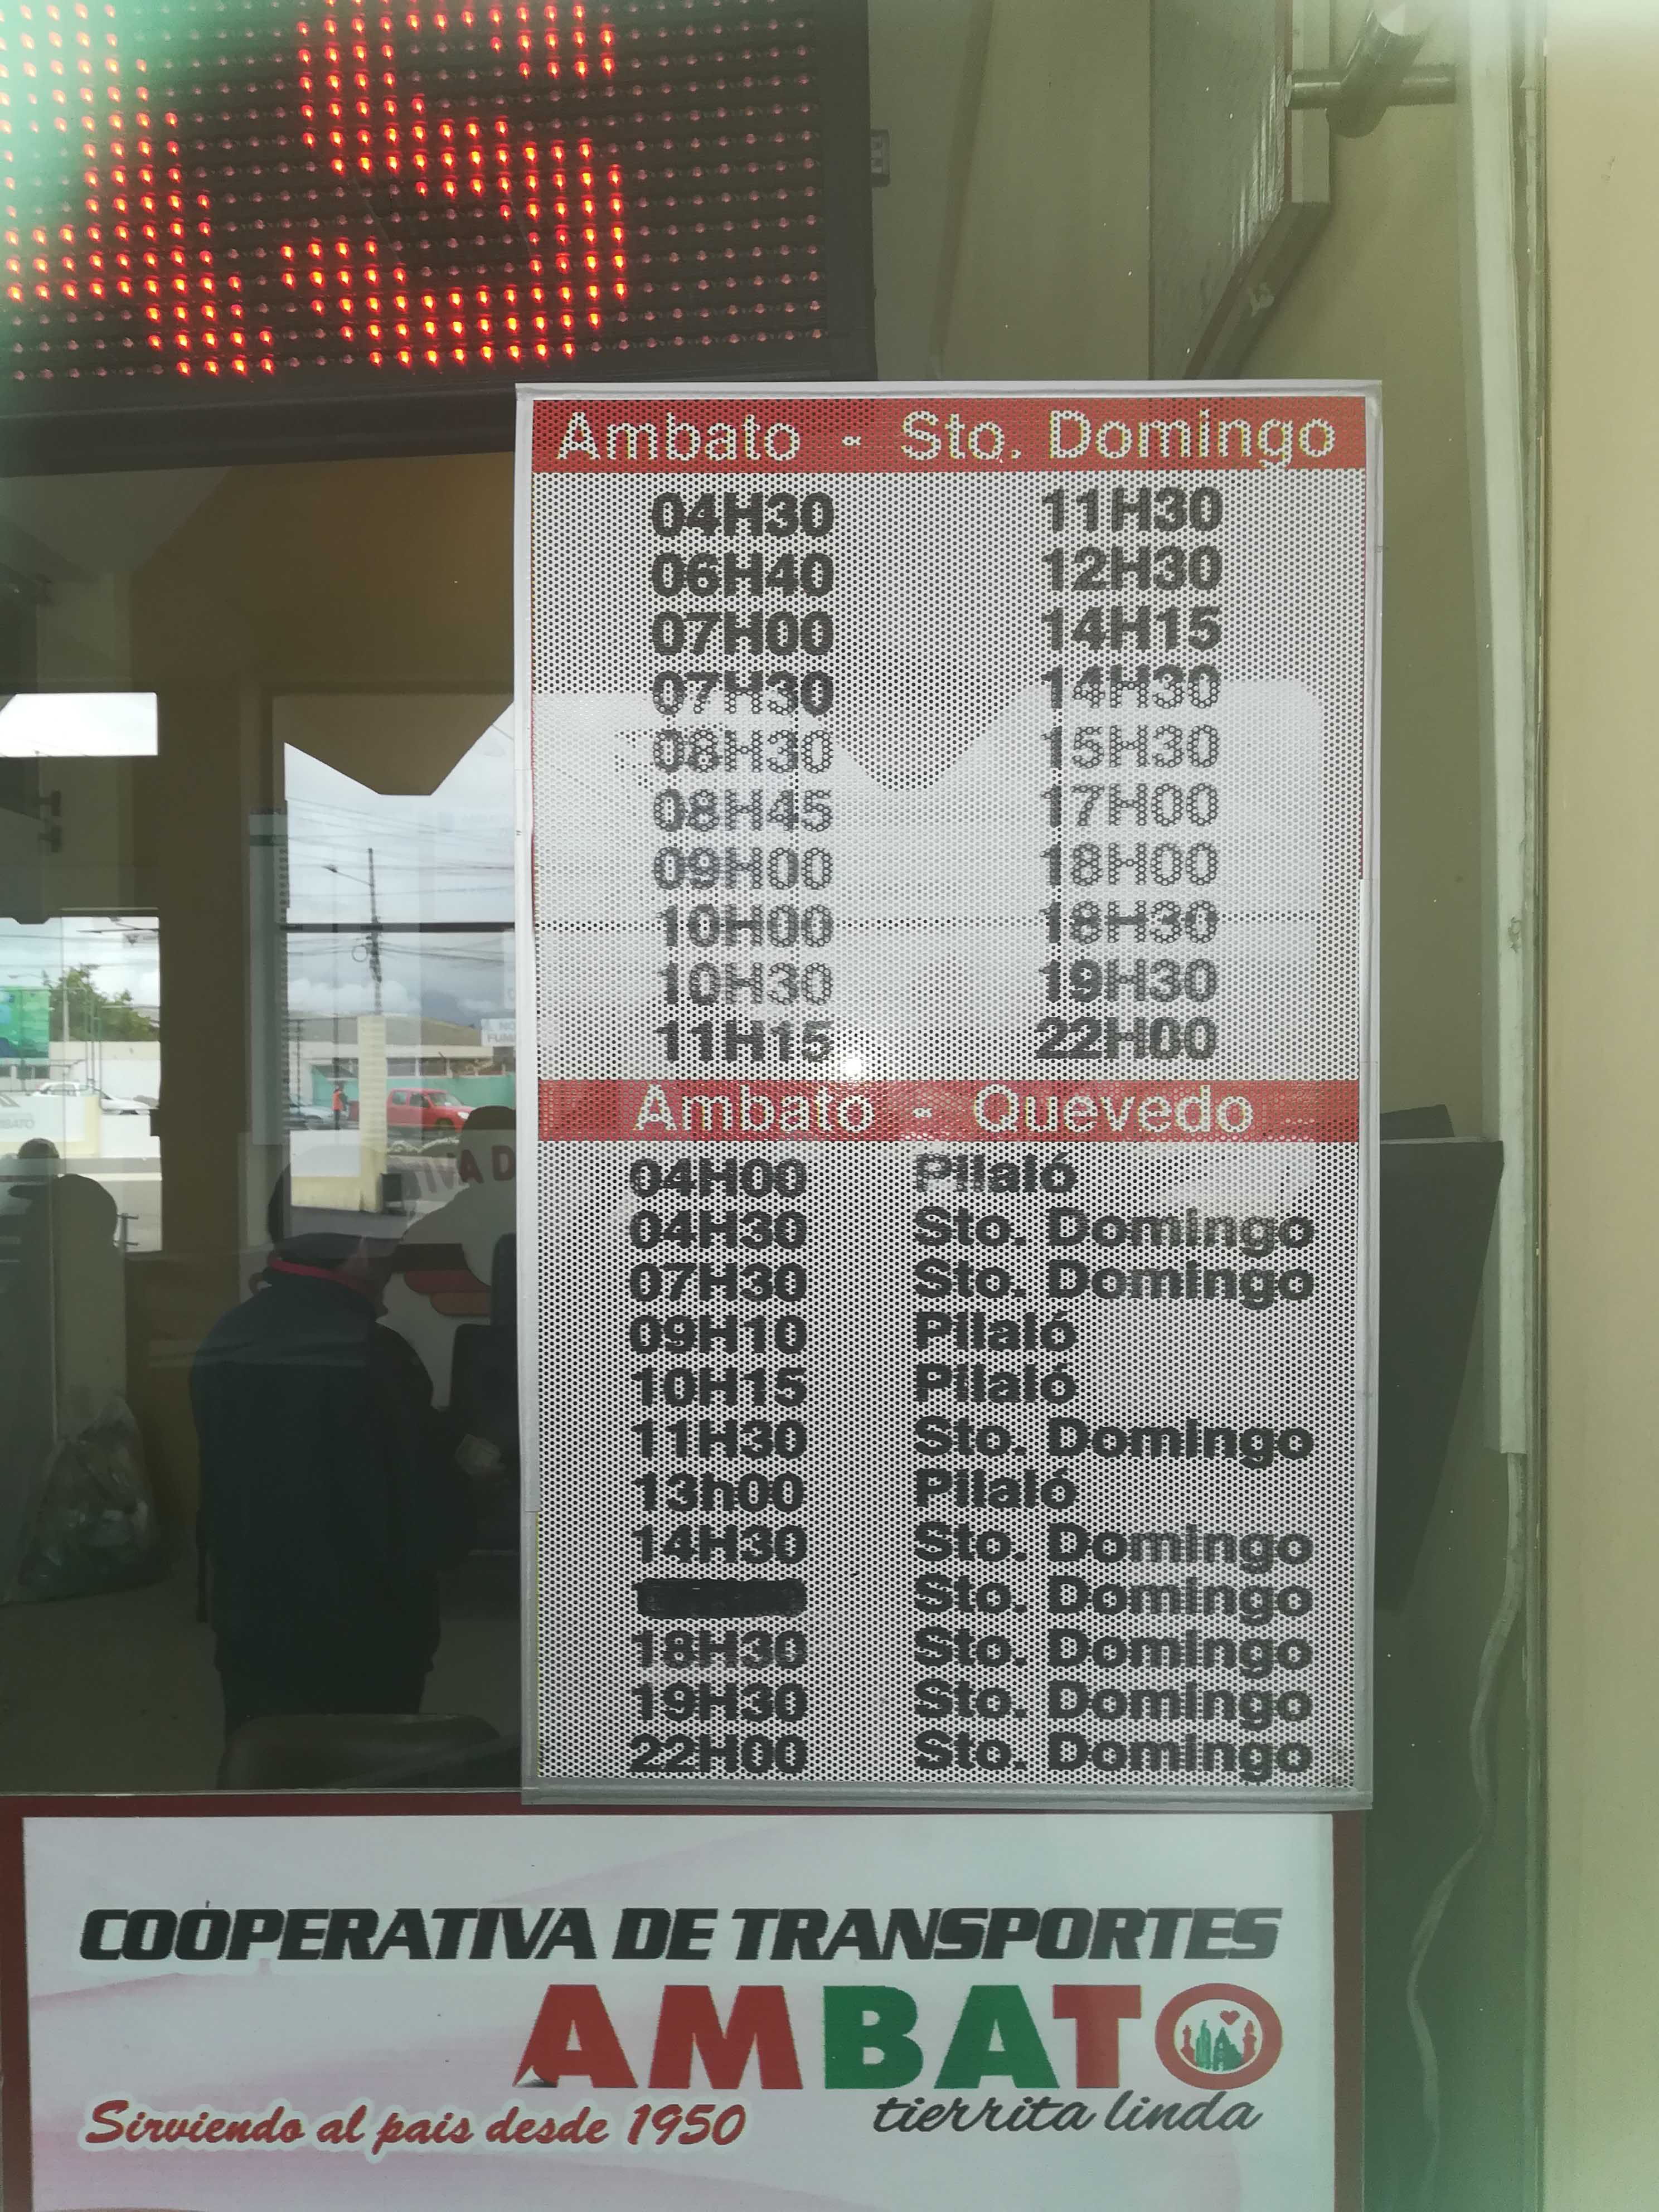 Ambato - Sto. Domingo
04H30 11H30
06H40 12H30
07H00 14H15
07H30 14H30
08H30 15H30
08H45 17H00
09H00 18H00
10H00 18H30
10H30 19H30
11H15 22H00
Ambato - Quevedo
04H00 Pilaló
04H30 Sto. Domingo
07H30 Sto. Domingo
09H10 Pilaló
10H15 Pilaló
11H30 Sto. Domingo
13h00 Pilaló
14H30 Sto. Domingo
Sto. Domingo
18H30 Sto. Domingo
19H30 Sto. Domingo
22H00 Sto. Domingo
COOPERATIVA DE TRANSPORTES
AMBATO
tierrita linda
Sirviendo al pais desde 1950